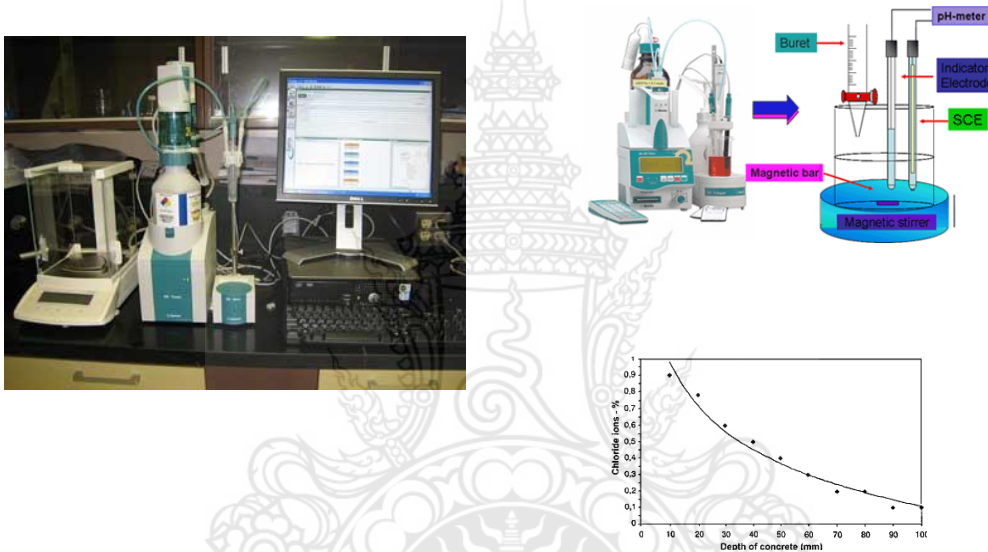 pH-meter
Buret
Indicator
Electrode
SCE
Magnetic bar
Magnetic stirrer
DELL
Chloride ions - %
1
0,9
0,8
0,7
0,6
0,5
0,4
0,3
0,2
0,1
0
0 10 20 30 40 50 60 70 80 90 100
Depth of concrete (mm)